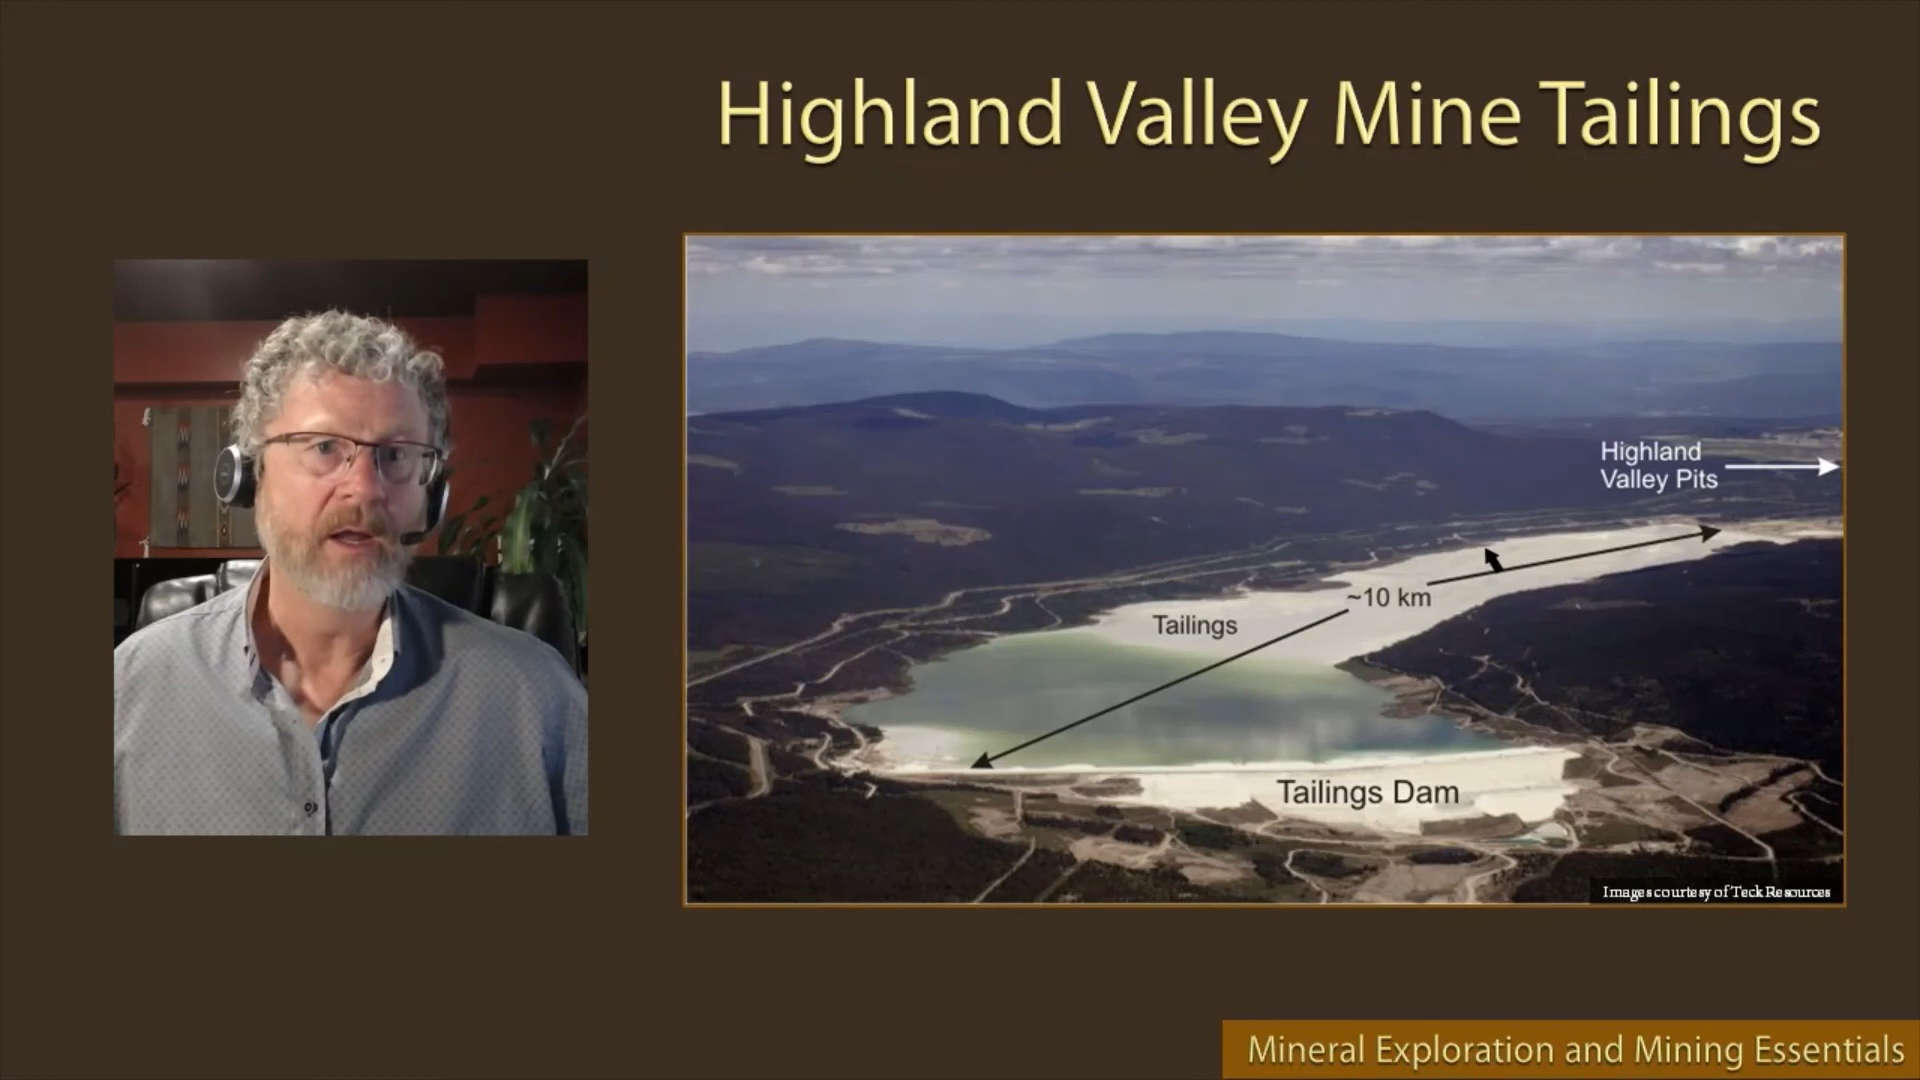 Highland Valley Mine Tailings
Highland
Valley Pits
~10 km
Tailings
Tailings Dam
Images courtesy of Teck Resources
Mineral Exploration and Mining Essentials